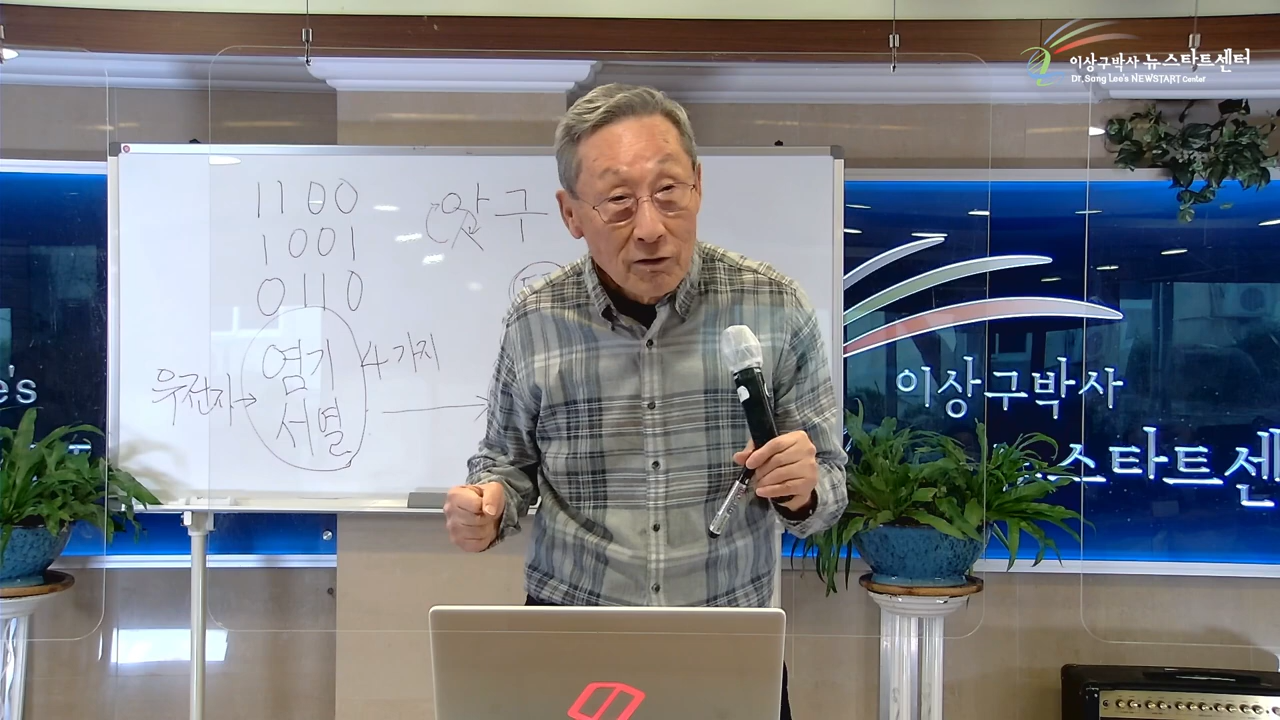 이상구박사 뉴스타트센터
Dr. Sang Lee's NEWSTART Center
1100
1001
0110
앗구
염기
서열
4가지
유전자
이상구박사
스타트센
e's